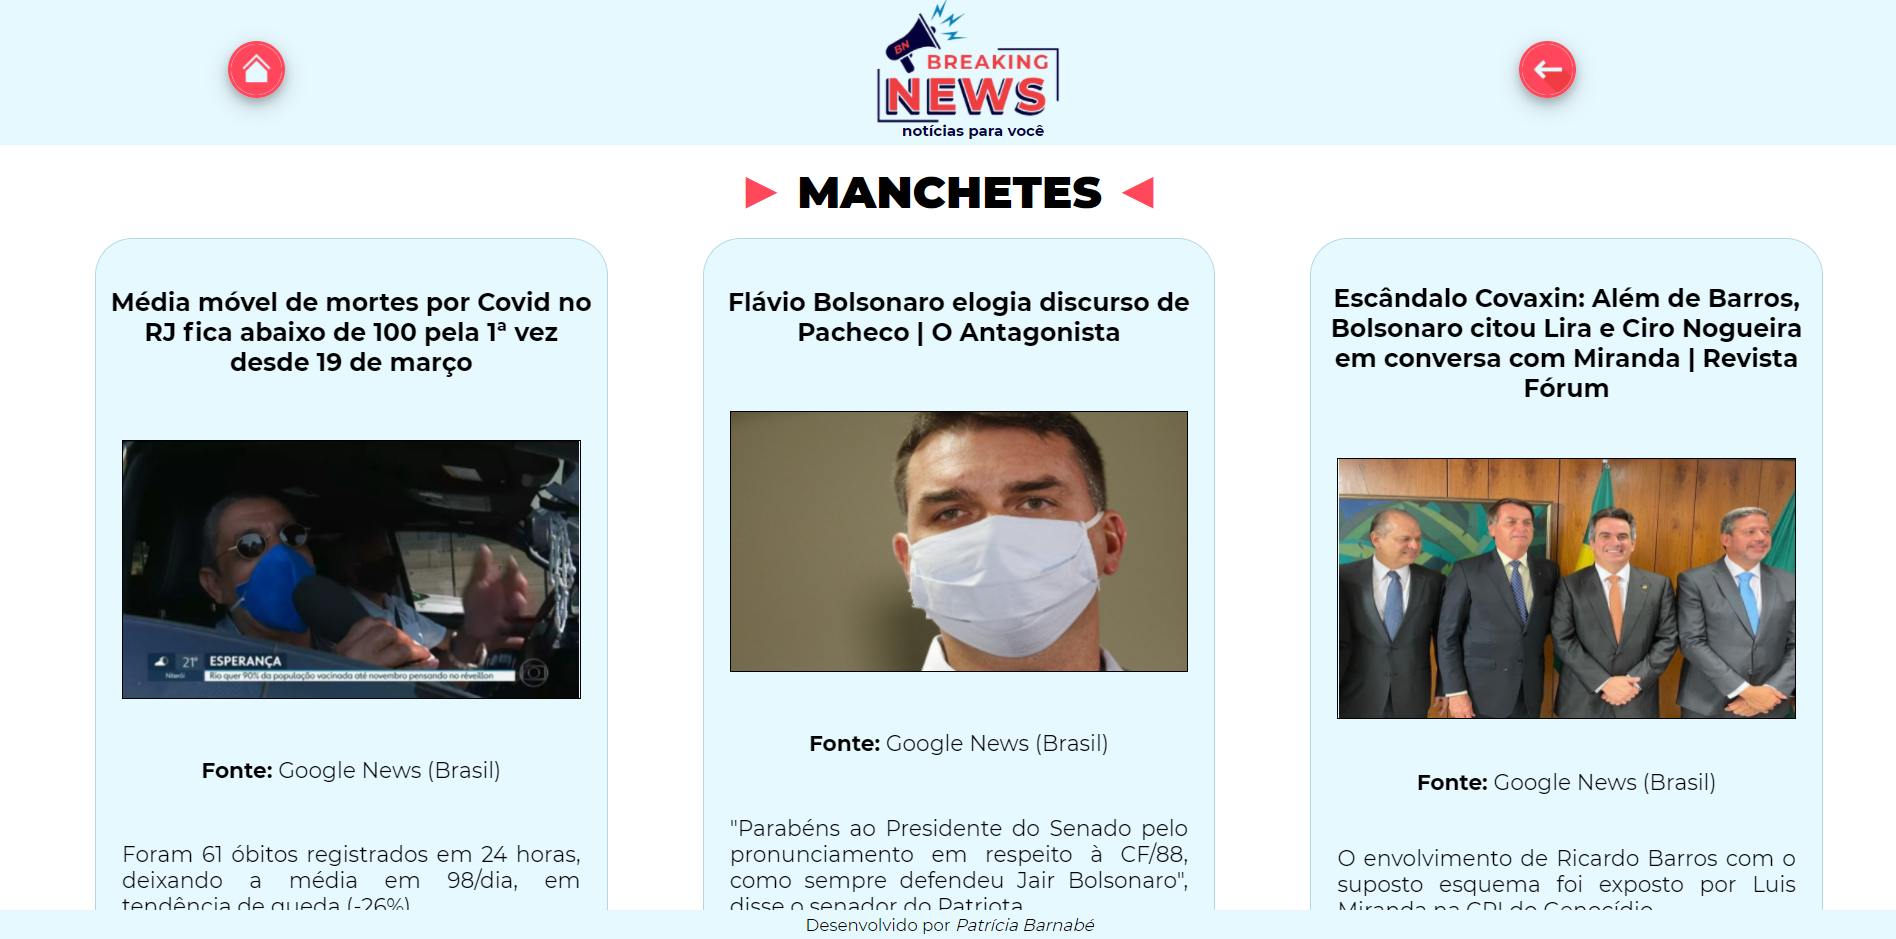 BN
BREAKING
NEWS
notícias para você
MANCHETES
Média móvel de mortes por Covid no
RJ fica abaixo de 100 pela 1ª vez
desde 19 de março
21°
ESPERANÇA
Niterói
Rio quer 90% da população vacinada até novembro pensando no réveillon
Fonte: Google News (Brasil)
Foram 61 óbitos registrados em 24 horas,
deixando a média em 98/dia, em
tendência de queda (-26%)
Flávio Bolsonaro elogia discurso de
Pacheco | O Antagonista
Fonte: Google News (Brasil)
"Parabéns ao Presidente do Senado pelo
pronunciamento em respeito à CF/88,
como sempre defendeu Jair Bolsonaro",
disse o senador do Patriota
Escândalo Covaxin: Além de Barros,
Bolsonaro citou Lira e Ciro Nogueira
em conversa com Miranda | Revista
Fórum
Fonte: Google News (Brasil)
O envolvimento de Ricardo Barros com o
suposto esquema foi exposto por Luis
Miranda na CPI do Genocídio
Desenvolvido por Patrícia Barnabé